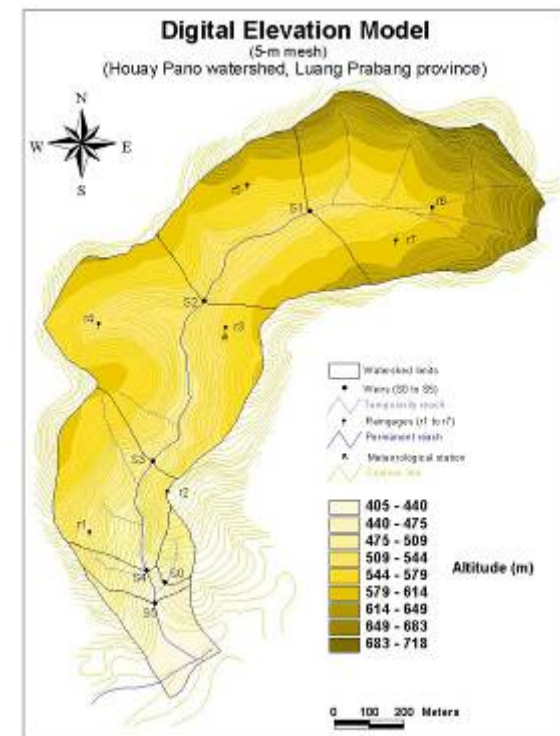 Digital Elevation Model
(5-m mesh)
(Houay Pano watershed, Luang Prabang province)
N
W E
S
r5
S1
r6
r7
S2
r4
r3
S3
r2
r1
S4
S0
S5
Watershed limits
Weirs (S0 to S5)
Temporary reach
Raingages (r1 to r7)
Permanent reach
Meteorological station
Contour line
405 - 440
440 - 475
475 - 509
509 - 544
544 - 579
579 - 614
614 - 649
649 - 683
683 - 718
Altitude (m)
0 100 200 Meters